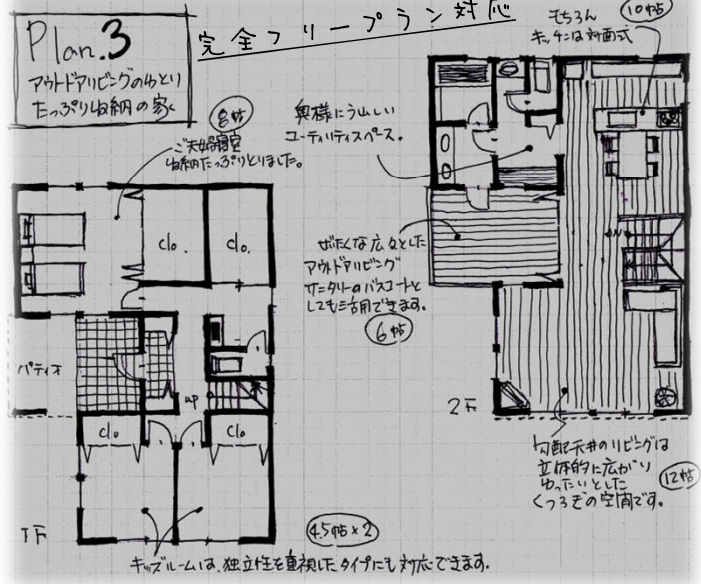 Plan.3
アウトドアリビングのゆとり
たっぷり収納の家く
完全フリープラン対応
もちろん
キッチンは対面式
10帖
8帖
ご夫婦寝室
収納たっぷりとりました。
奥様にうれしい
ユーティリティスペース。
clo.
clo.
ぜいたくな広々とした
アウトドアリビング
サニタリーのバスコートと
しても活用できます。
6帖
DN
パティオ
up
clo
clo
2F
勾配天井のリビングは
立体的に広がり
ゆったいとした
くつろぎの空間です。
12帖
1F
4.5帖×2
キッズルームは、独立性を重視したタイプにも対応できます。